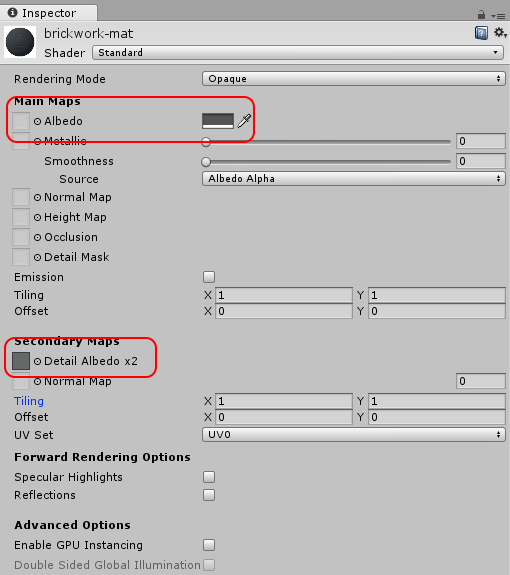 Inspector
brickwork-mat
Shader Standard
Rendering Mode Opaque
Main Maps
Albedo
Metallic 0
Smoothness 0
Source Albedo Alpha
Normal Map
Height Map
Occlusion
Detail Mask
Emission
Tiling X 1 Y 1
Offset X 0 Y 0
Secondary Maps
Detail Albedo x2
Normal Map 0
Tiling X 1 Y 1
Offset X 0 Y 0
UV Set UV0
Forward Rendering Options
Specular Highlights
Reflections
Advanced Options
Enable GPU Instancing
Double Sided Global Illumination